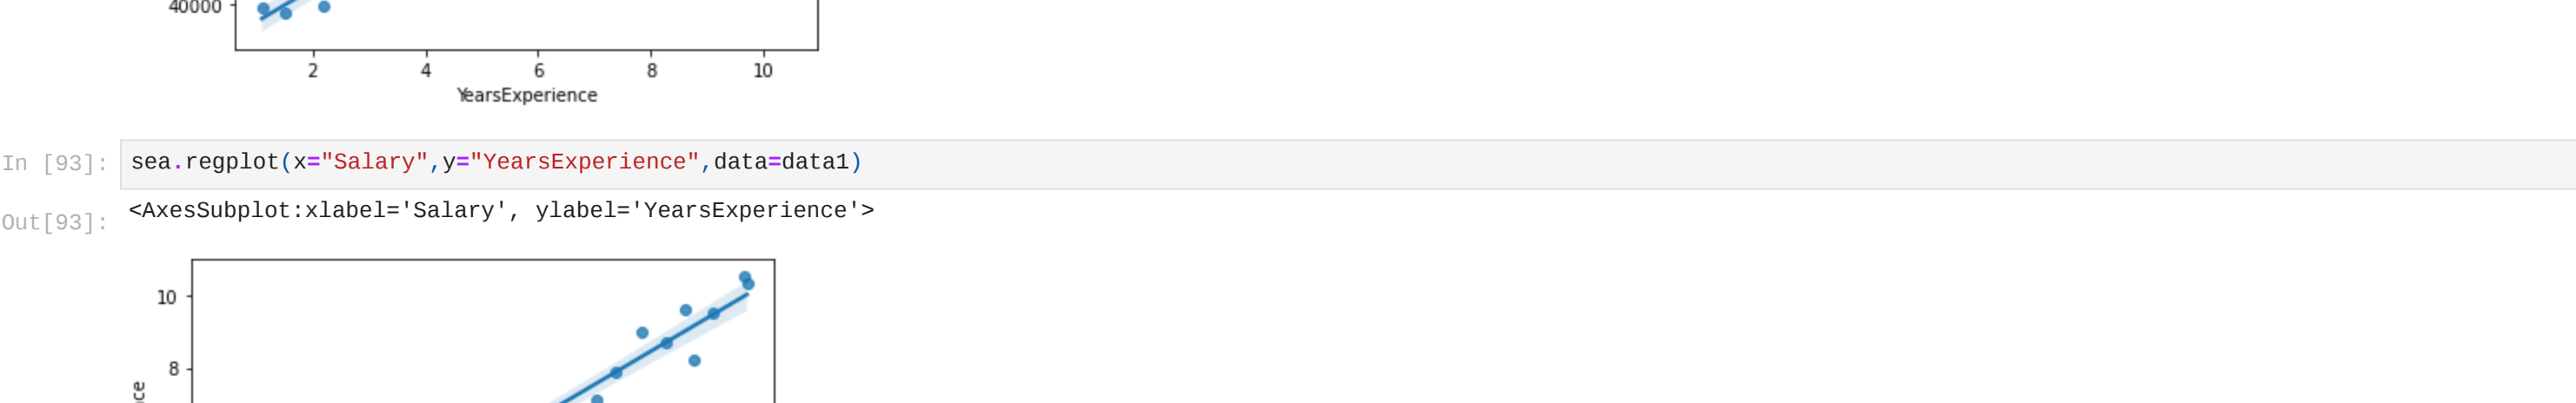 40000
2 4 6 8 10
YearsExperience
In [93]: sea.regplot(x="Salary",y="YearsExperience",data=data1)
Out[93]: <AxesSubplot:xlabel='Salary', ylabel='YearsExperience'>
10
8